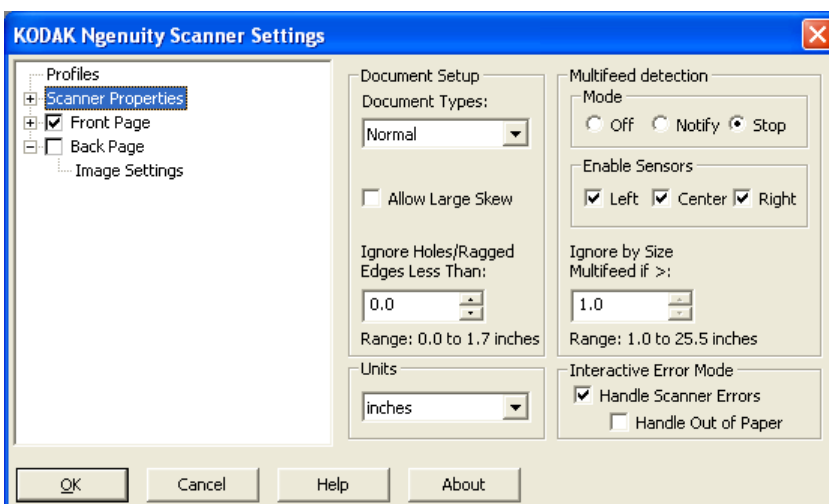 KODAK Ngenuity Scanner Settings
Profiles
Scanner Properties
Front Page
Back Page
Image Settings
Document Setup
Document Types:
Normal
Allow Large Skew
Ignore Holes/Ragged
Edges Less Than:
0.0
Range: 0.0 to 1.7 inches
Units
inches
Multifeed detection
Mode
Off Notify Stop
Enable Sensors
Left Center Right
Ignore by Size
Multifeed if >:
1.0
Range: 1.0 to 25.5 inches
Interactive Error Mode
Handle Scanner Errors
Handle Out of Paper
OK Cancel Help About